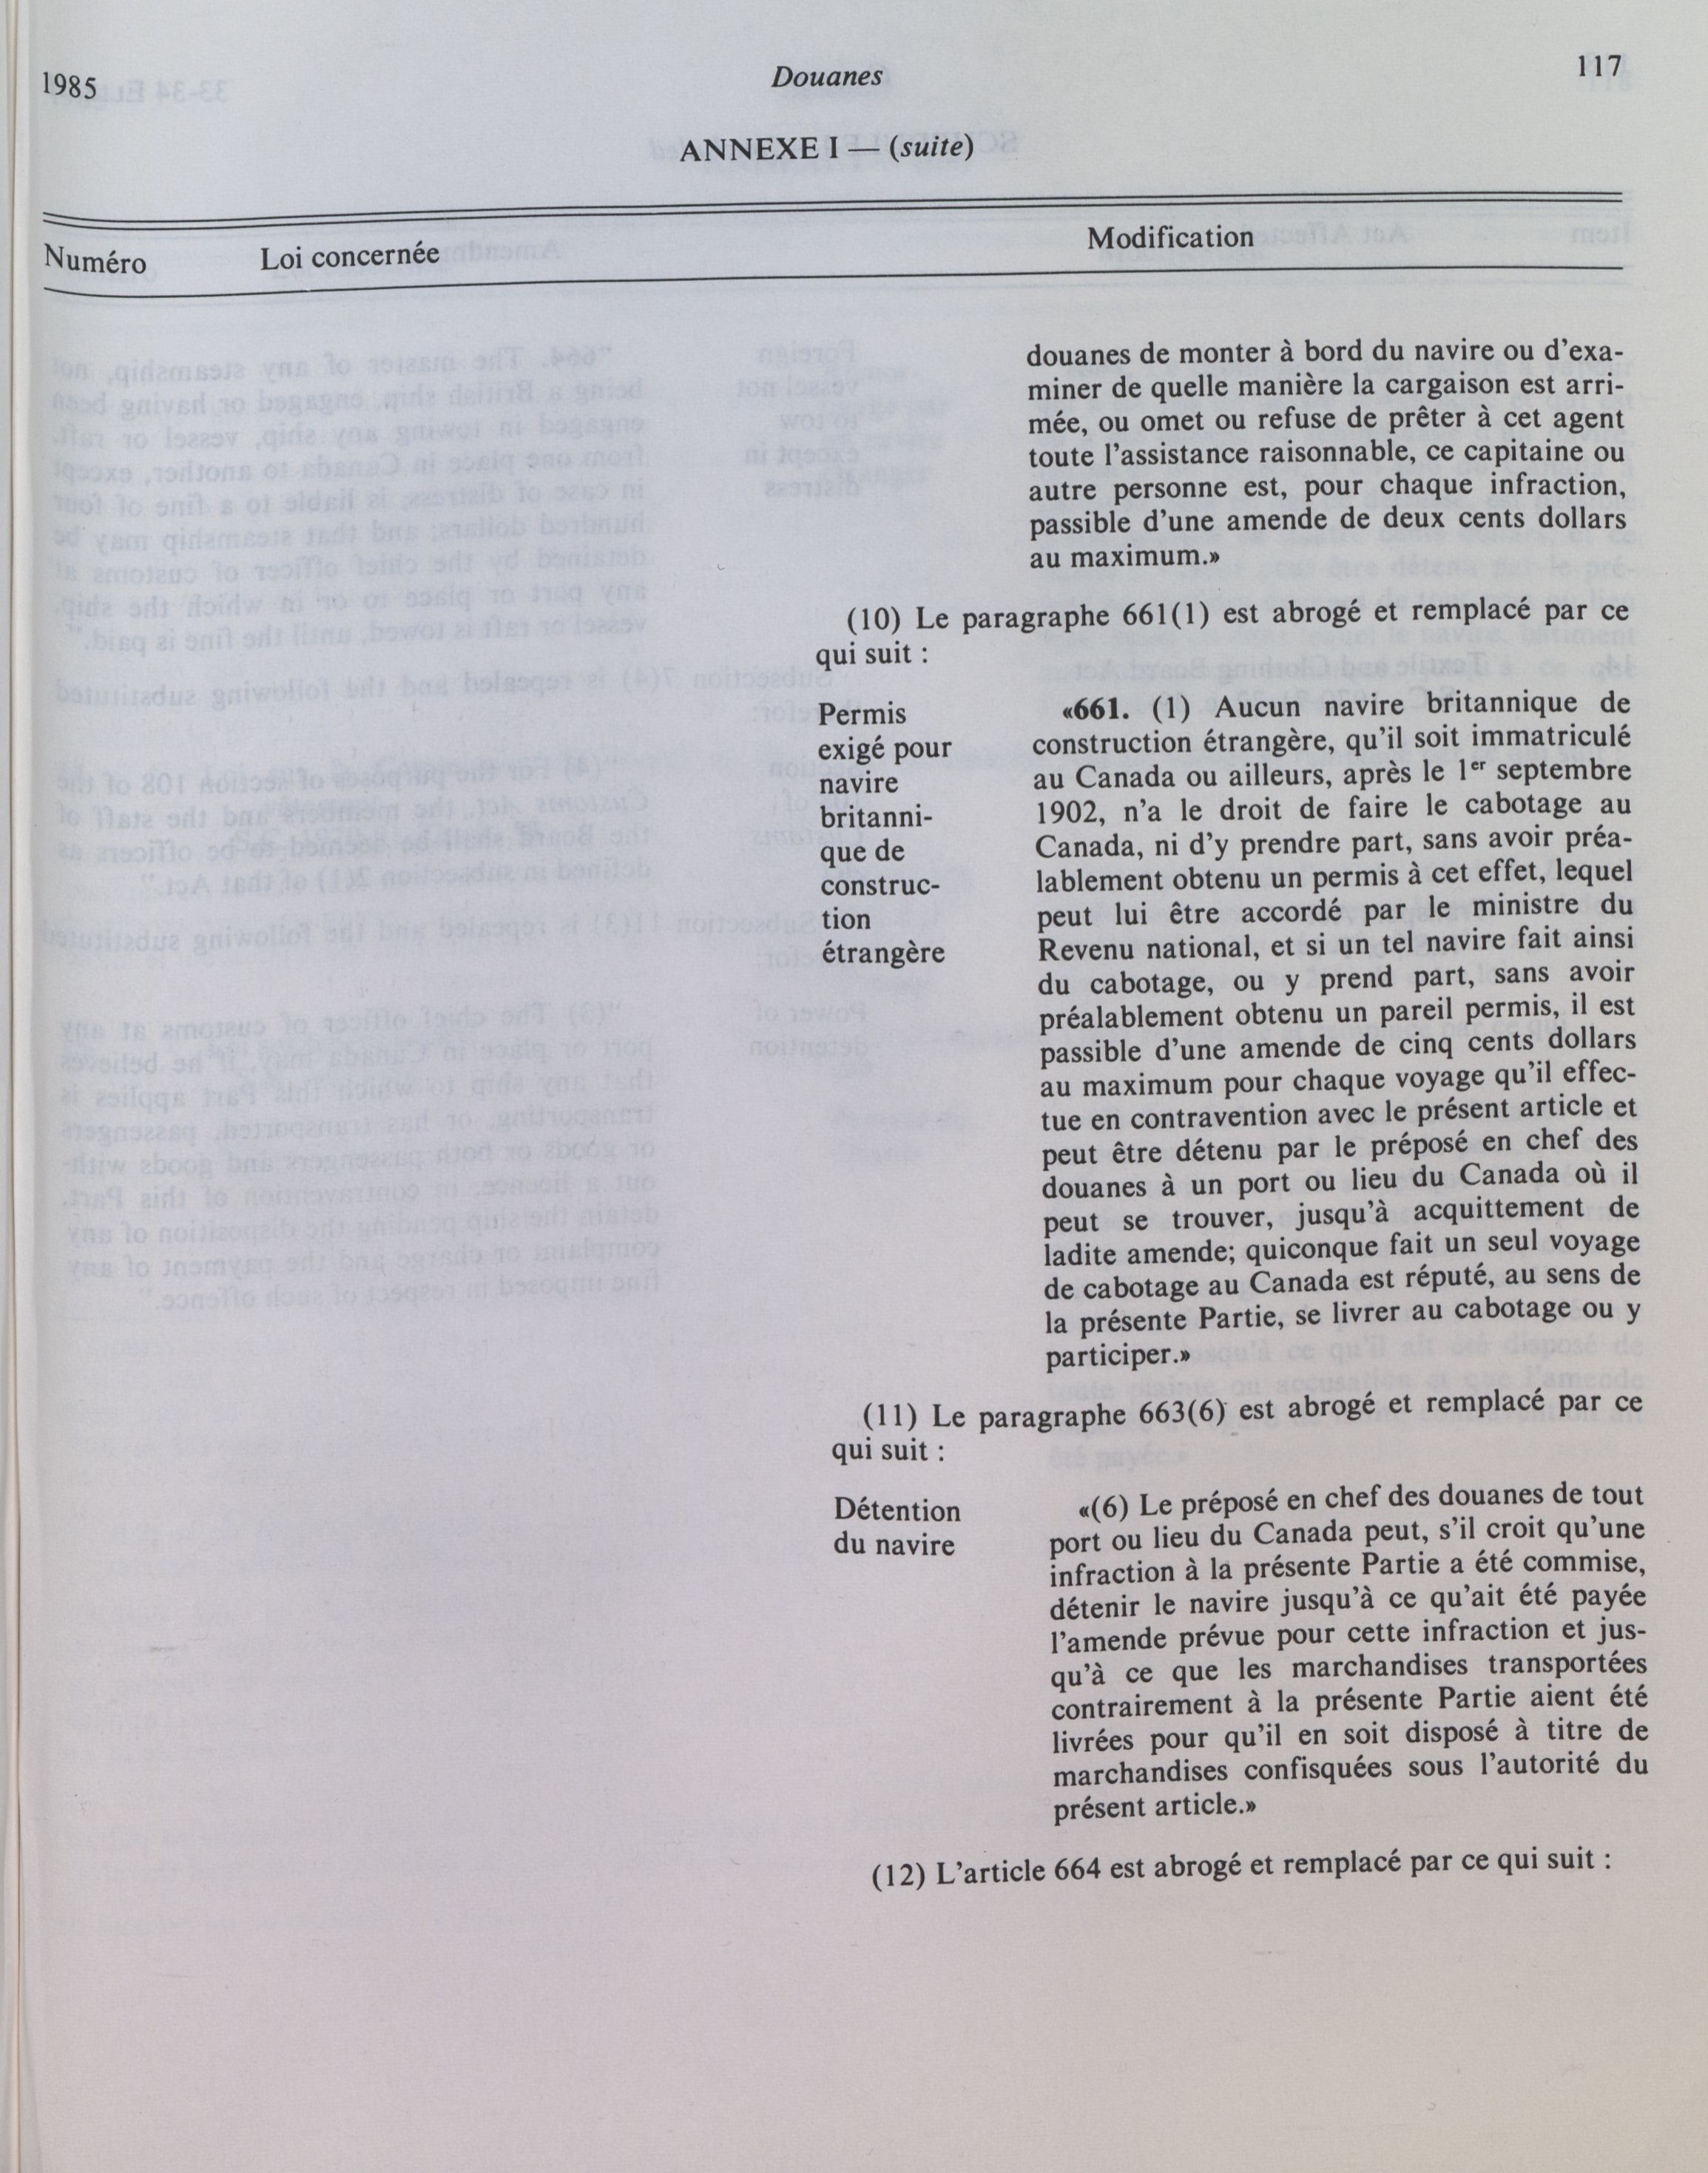 1985
Douanes
117
ANNEXE I — (suite)
Numéro
Loi concernée
Modification
douanes de monter à bord du navire ou d'exa-
miner de quelle manière la cargaison est arri-
mée, ou omet ou refuse de prêter à cet agent
toute l'assistance raisonnable, ce capitaine ou
autre personne est, pour chaque infraction,
passible d'une amende de deux cents dollars
au maximum.»
(10) Le paragraphe 661(1) est abrogé et remplacé par ce
qui suit :
Permis
exigé pour
navire
britanni-
que de
construc-
tion
étrangère
«661. (1) Aucun navire britannique de
construction étrangère, qu'il soit immatriculé
au Canada ou ailleurs, après le 1er septembre
1902, n'a le droit de faire le cabotage au
Canada, ni d'y prendre part, sans avoir préa-
lablement obtenu un permis à cet effet, lequel
peut lui être accordé par le ministre du
Revenu national, et si un tel navire fait ainsi
du cabotage, ou y prend part, sans avoir
préalablement obtenu un pareil permis, il est
passible d'une amende de cinq cents dollars
au maximum pour chaque voyage qu'il effec-
tue en contravention avec le présent article et
peut être détenu par le préposé en chef des
douanes à un port ou lieu du Canada où il
peut se trouver, jusqu'à acquittement de
ladite amende; quiconque fait un seul voyage
de cabotage au Canada est réputé, au sens de
la présente Partie, se livrer au cabotage ou y
participer.»
(11) Le paragraphe 663(6) est abrogé et remplacé par ce
qui suit :
Détention
du navire
«(6) Le préposé en chef des douanes de tout
port ou lieu du Canada peut, s'il croit qu'une
infraction à la présente Partie a été commise,
détenir le navire jusqu'à ce qu'ait été payée
l'amende prévue pour cette infraction et jus-
qu'à ce que les marchandises transportées
contrairement à la présente Partie aient été
livrées pour qu'il en soit disposé à titre de
marchandises confisquées sous l'autorité du
présent article.»
(12) L'article 664 est abrogé et remplacé par ce qui suit :